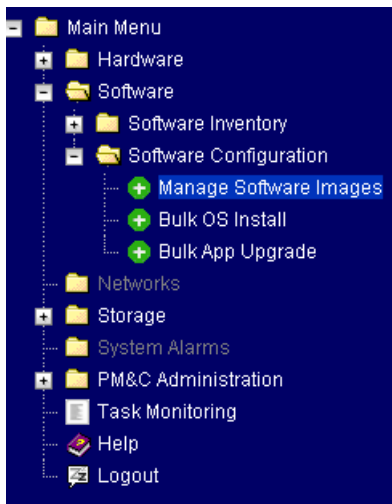 Main Menu
Hardware
Software
Software Inventory
Software Configuration
Manage Software Images
Bulk OS Install
Bulk App Upgrade
Networks
Storage
System Alarms
PM&C Administration
Task Monitoring
Help
Logout